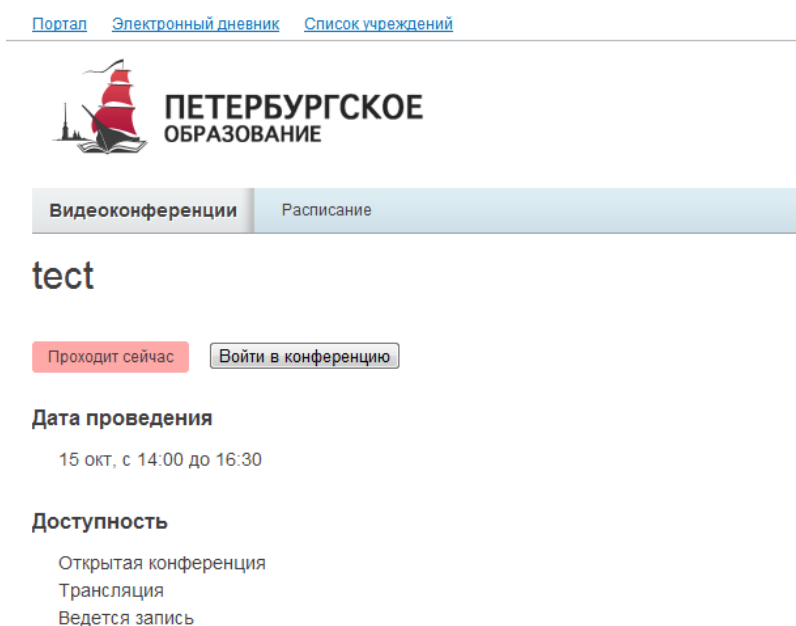 Портал Электронный дневник Список учреждений
ПЕТЕРБУРГСКОЕ
ОБРАЗОВАНИЕ
Видеоконференции Расписание
tect
Проходит сейчас Войти в конференцию
Дата проведения
15 окт, с 14:00 до 16:30
Доступность
Открытая конференция
Трансляция
Ведется запись